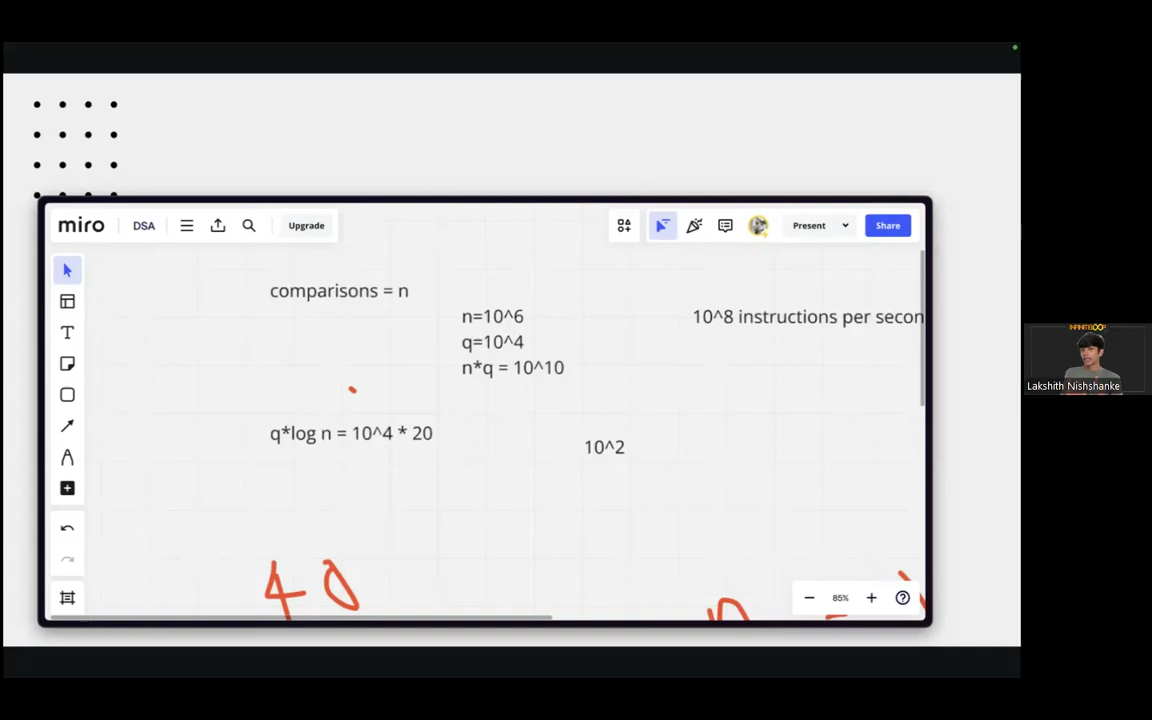 miro
DSA
Upgrade
Present
Share
comparisons = n
n=10^6
q=10^4
n*q = 10^10
10^8 instructions per secon
q*log n = 10^4 * 20
10^2
40
n
85%
INFINITELOOP
Lakshith Nishshanke